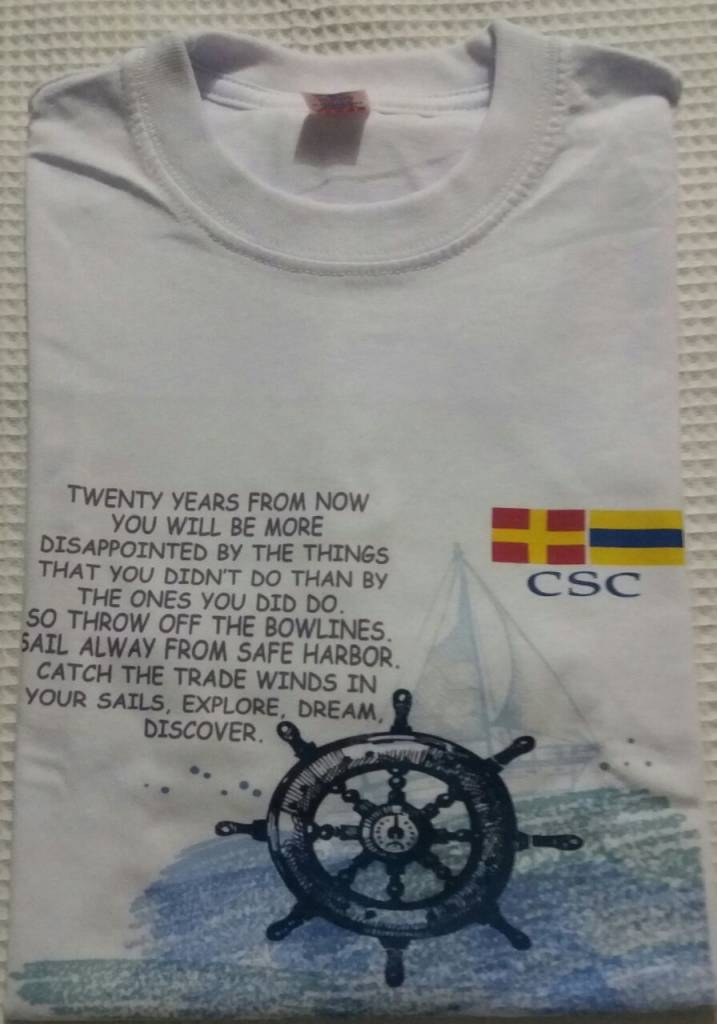 TWENTY YEARS FROM NOW
YOU WILL BE MORE
DISAPPOINTED BY THE THINGS
THAT YOU DIDN'T DO THAN BY
THE ONES YOU DID DO.
SO THROW OFF THE BOWLINES.
SAIL ALWAY FROM SAFE HARBOR.
CATCH THE TRADE WINDS IN
YOUR SAILS, EXPLORE, DREAM,
DISCOVER.
CSC